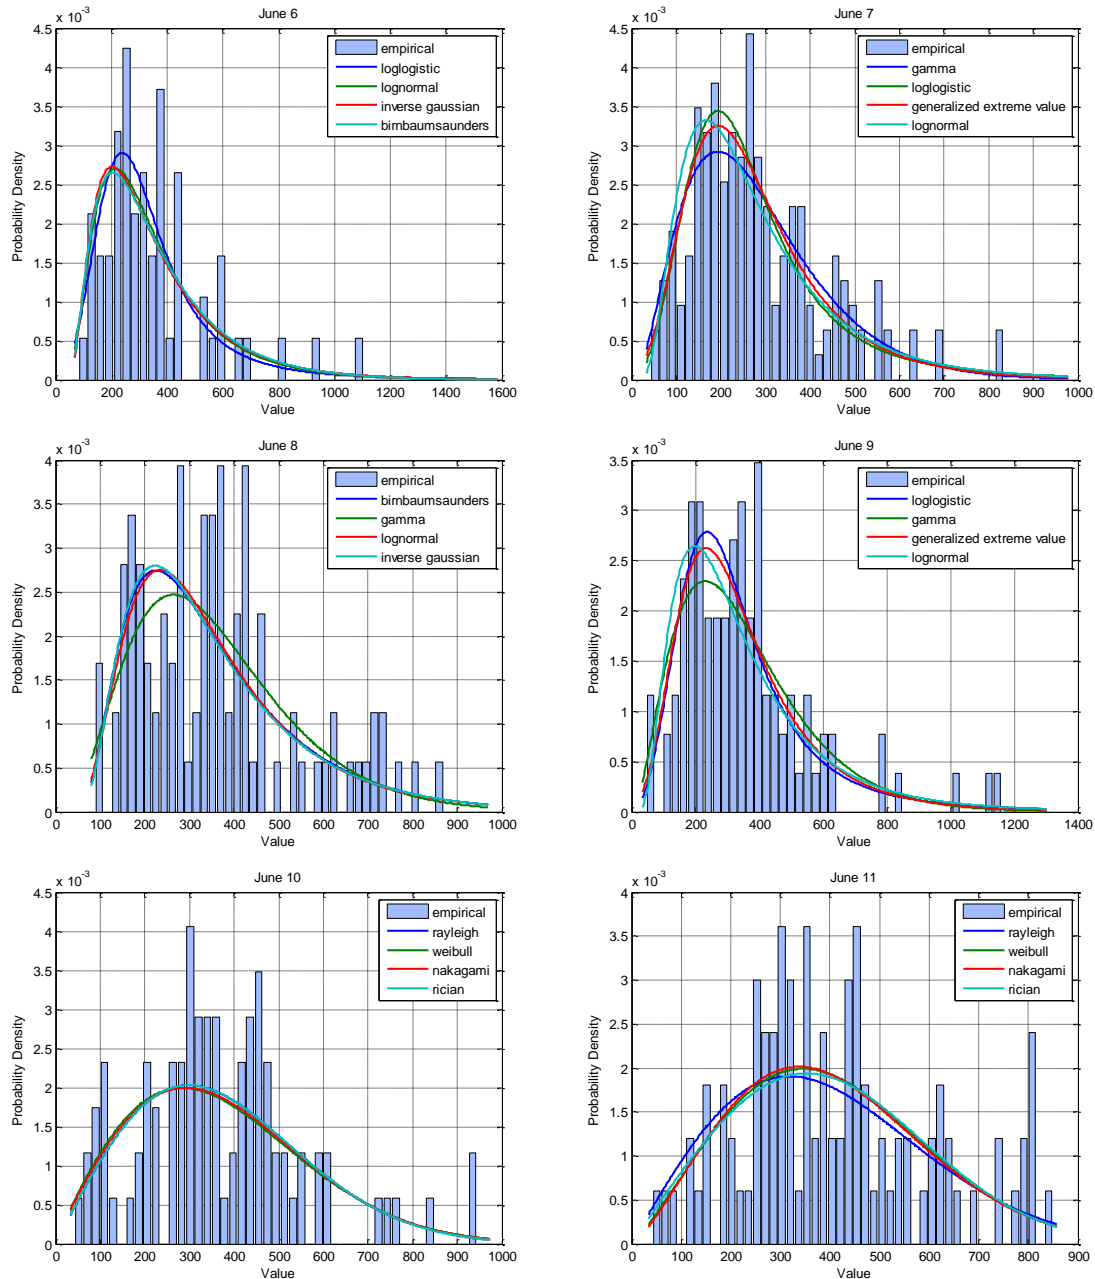 June 6
x 10-3
4.5
4
3.5
3
2.5
2
1.5
1
0.5
0
Probability Density
empirical
loglogistic
lognormal
inverse gaussian
birnbaumsaunders
0 200 400 600 800 1000 1200 1400 1600
Value
June 7
x 10-3
4.5
4
3.5
3
2.5
2
1.5
1
0.5
0
Probability Density
empirical
gamma
loglogistic
generalized extreme value
lognormal
0 100 200 300 400 500 600 700 800 900 1000
Value
June 8
x 10-3
4
3.5
3
2.5
2
1.5
1
0.5
0
Probability Density
empirical
birnbaumsaunders
gamma
lognormal
inverse gaussian
0 100 200 300 400 500 600 700 800 900 1000
Value
June 9
x 10-3
3.5
3
2.5
2
1.5
1
0.5
0
Probability Density
empirical
loglogistic
gamma
generalized extreme value
lognormal
0 200 400 600 800 1000 1200 1400
Value
June 10
x 10-3
4.5
4
3.5
3
2.5
2
1.5
1
0.5
0
Probability Density
empirical
rayleigh
weibull
nakagami
rician
0 100 200 300 400 500 600 700 800 900 1000
Value
June 11
x 10-3
4
3.5
3
2.5
2
1.5
1
0.5
0
Probability Density
empirical
rayleigh
weibull
nakagami
rician
0 100 200 300 400 500 600 700 800 900
Value